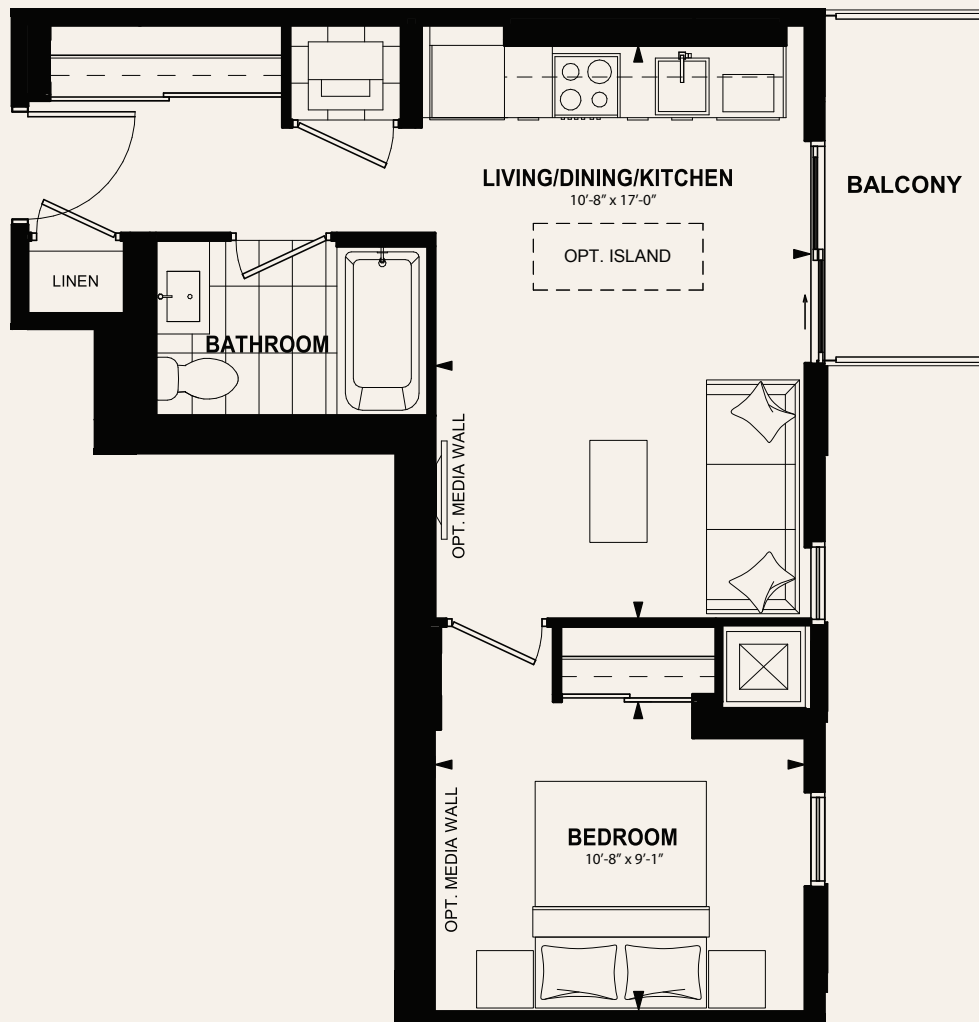 LIVING/DINING/KITCHEN
10'-8" x 17'-0"
BALCONY
OPT. ISLAND
LINEN
BATHROOM
OPT. MEDIA WALL
OPT. MEDIA WALL
BEDROOM
10'-8" x 9'-1"